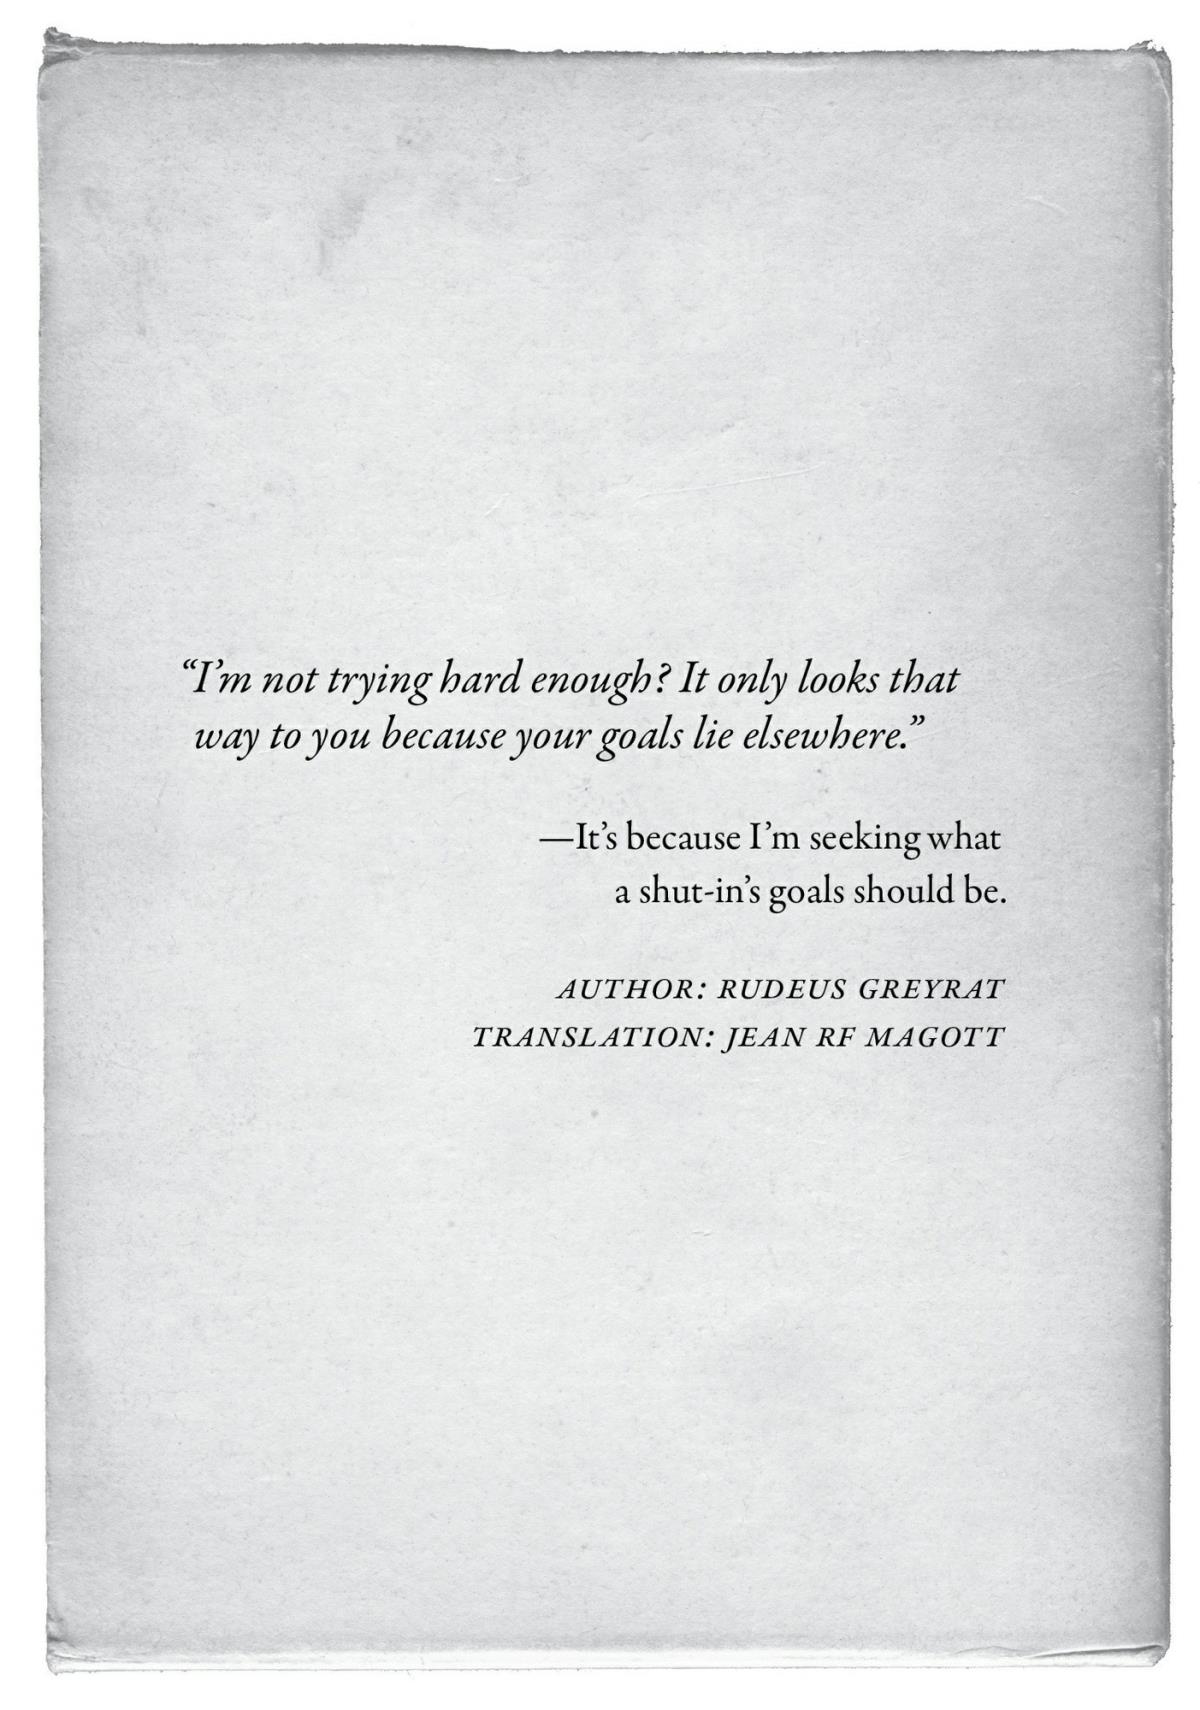 “I’m not trying hard enough? It only looks that
way to you because your goals lie elsewhere.”
—It’s because I’m seeking what
a shut-in’s goals should be.
AUTHOR: RUDEUS GREYRAT
TRANSLATION: JEAN RF MAGOTT